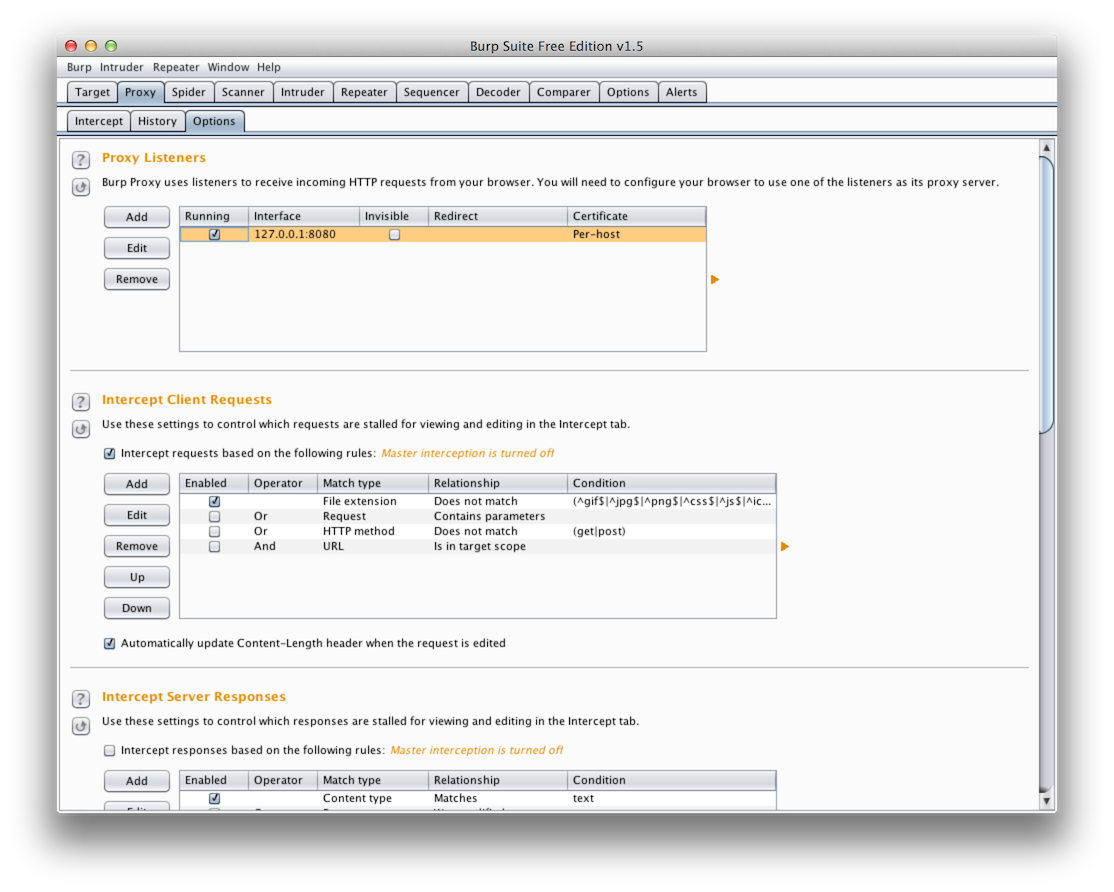 Burp Suite Free Edition v1.5
Burp Intruder Repeater Window Help
Target Proxy Spider Scanner Intruder Repeater Sequencer Decoder Comparer Options Alerts
Intercept History Options
? Proxy Listeners
Burp Proxy uses listeners to receive incoming HTTP requests from your browser. You will need to configure your browser to use one of the listeners as its proxy server.
Add Running Interface Invisible Redirect Certificate
127.0.0.1:8080 Per-host
Edit
Remove
? Intercept Client Requests
Use these settings to control which requests are stalled for viewing and editing in the Intercept tab.
Intercept requests based on the following rules: Master interception is turned off
Add Enabled Operator Match type Relationship Condition
File extension Does not match (^gif$|^jpg$|^png$|^css$|^js$|^ic...
Edit Or Request Contains parameters
Or HTTP method Does not match (get|post)
Remove And URL Is in target scope
Up
Down
Automatically update Content-Length header when the request is edited
? Intercept Server Responses
Use these settings to control which responses are stalled for viewing and editing in the Intercept tab.
Intercept responses based on the following rules: Master interception is turned off
Add Enabled Operator Match type Relationship Condition
Content type Matches text